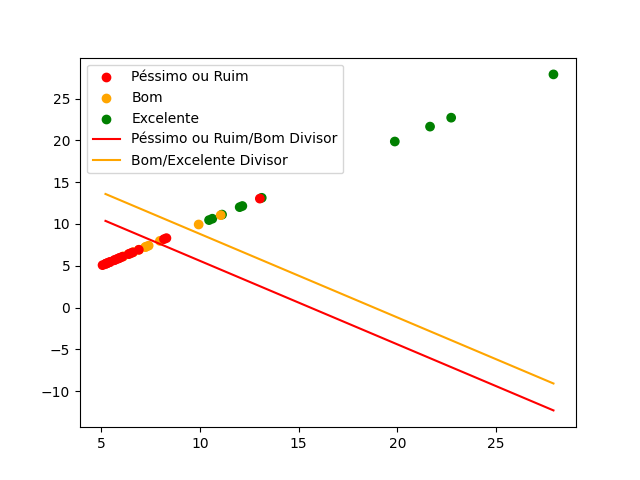 Péssimo ou Ruim
Bom
Excelente
Péssimo ou Ruim/Bom Divisor
Bom/Excelente Divisor
25
20
15
10
5
0
−5
−10
5 10 15 20 25